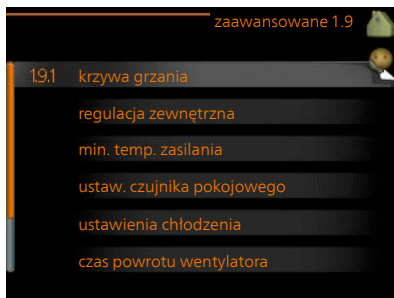 zaawansowane 1.9
1.9.1 krzywa grzania
regulacja zewnętrzna
min. temp. zasilania
ustaw. czujnika pokojowego
ustawienia chłodzenia
czas powrotu wentylatora